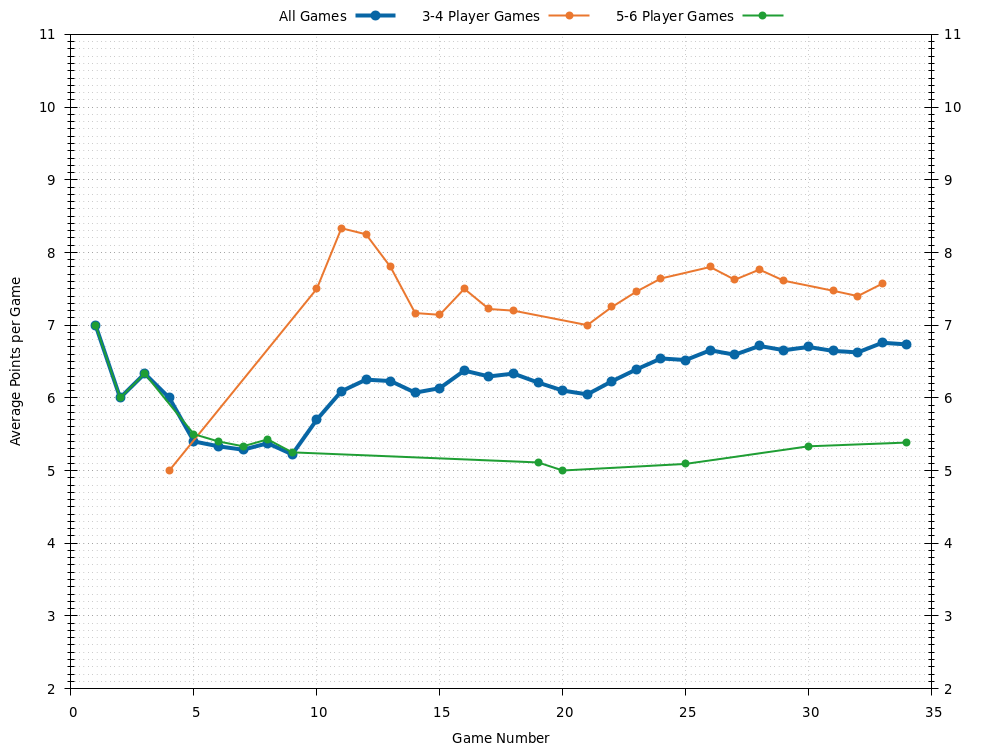 All Games 3-4 Player Games 5-6 Player Games
11 11
10 10
9 9
8 8
7 7
6 6
5 5
4 4
3 3
2 2
Average Points per Game
0 5 10 15 20 25 30 35
Game Number